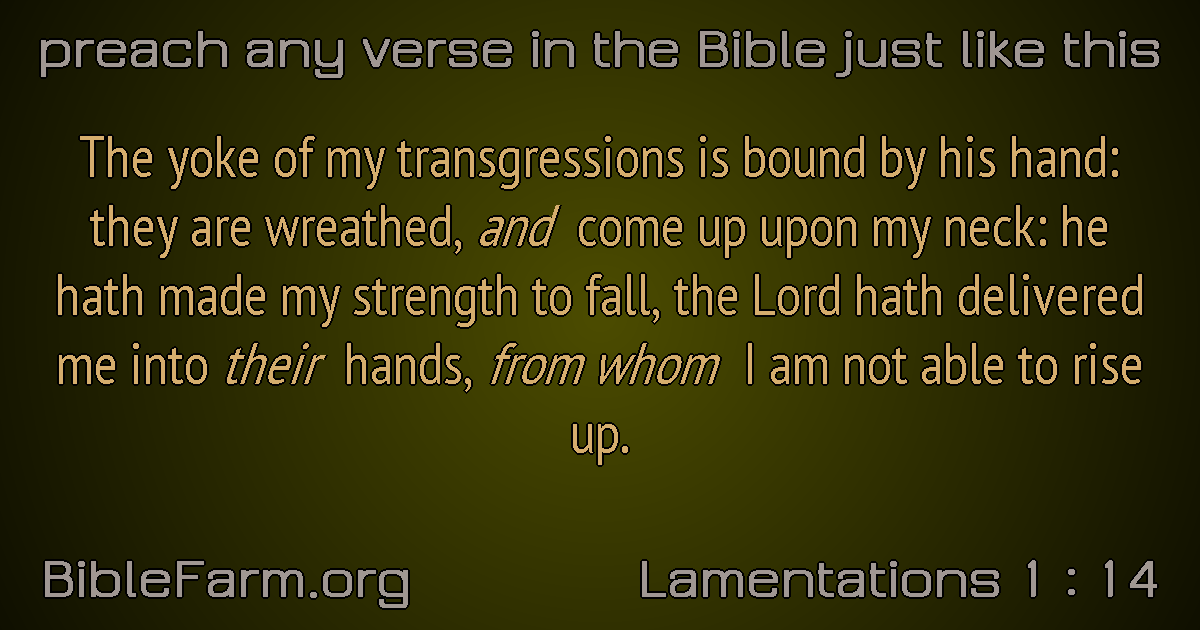 preach any verse in the Bible just like this
The yoke of my transgressions is bound by his hand:
they are wreathed, and come up upon my neck: he
hath made my strength to fall, the Lord hath delivered
me into their hands, from whom I am not able to rise
up.
BibleFarm.org
Lamentations 1 : 14